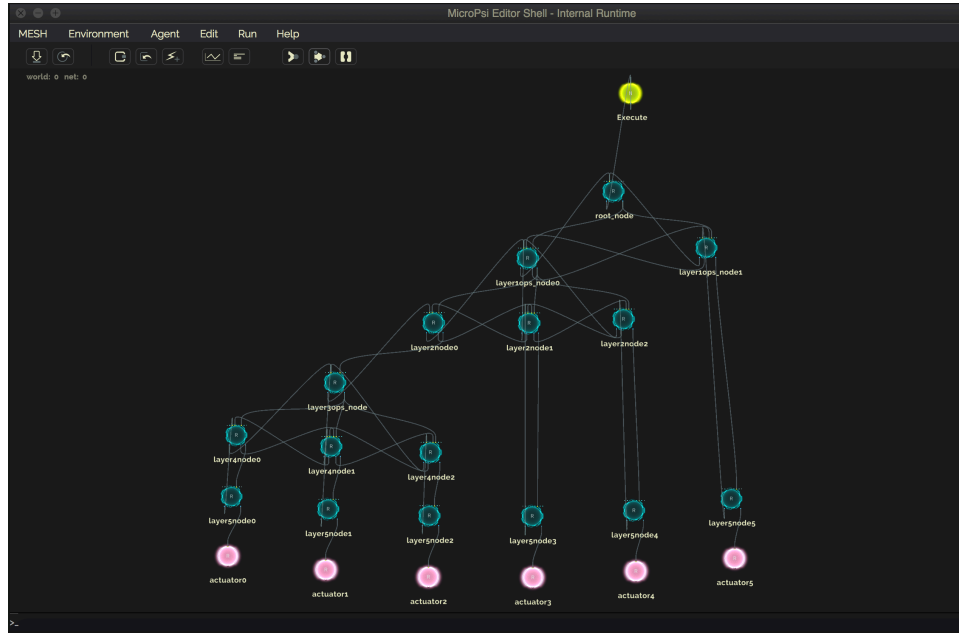 MicroPsi Editor Shell - Internal Runtime
MESH Environment Agent Edit Run Help
world: 0 net: 0
Execute
R
root_node
R
layer1ops_node1
R
layer1ops_node0
R
layer2node0
R
layer2node1
R
layer2node2
R
layer3ops_node
R
layer4node0
R
layer4node1
R
layer4node2
R
layer5node0
R
layer5node1
R
layer5node2
R
layer5node3
R
layer5node4
R
layer5node5
actuator0
actuator1
actuator2
actuator3
actuator4
actuator5
>_